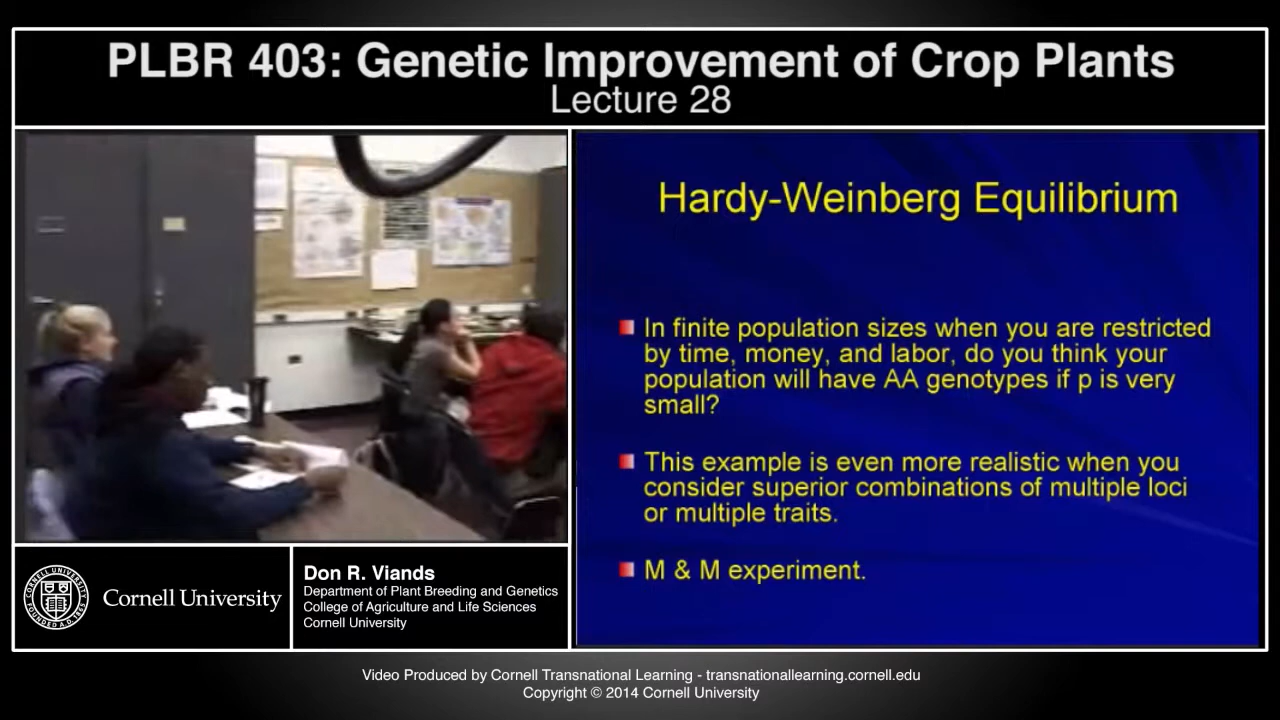 PLBR 403: Genetic Improvement of Crop Plants
Lecture 28
Hardy-Weinberg Equilibrium
In finite population sizes when you are restricted
by time, money, and labor, do you think your
population will have AA genotypes if p is very
small?
This example is even more realistic when you
consider superior combinations of multiple loci
or multiple traits.
M & M experiment.
Cornell University
Don R. Viands
Department of Plant Breeding and Genetics
College of Agriculture and Life Sciences
Cornell University
Video Produced by Cornell Transnational Learning - transnationallearning.cornell.edu
Copyright © 2014 Cornell University